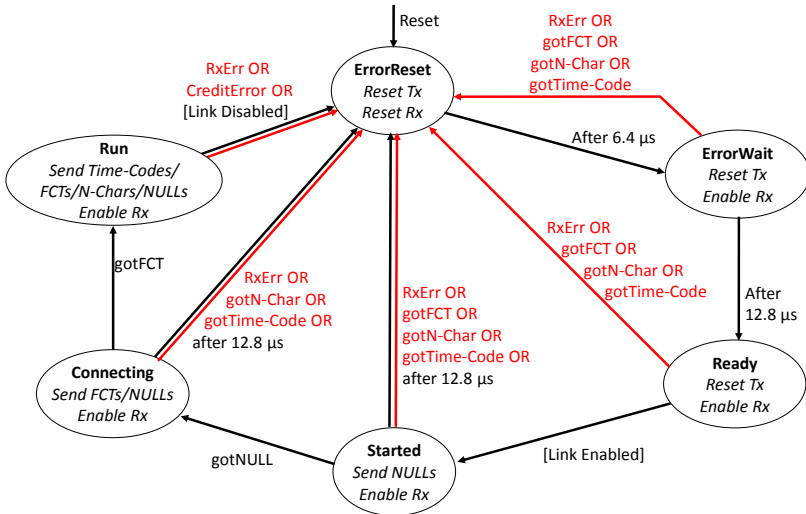 Reset
ErrorReset
Reset Tx
Reset Rx
RxErr OR
gotFCT OR
gotN-Char OR
gotTime-Code
RxErr OR
CreditError OR
[Link Disabled]
After 6.4 µs
ErrorWait
Reset Tx
Enable Rx
Run
Send Time-Codes/
FCTs/N-Chars/NULLs
Enable Rx
RxErr OR
gotFCT OR
gotN-Char OR
gotTime-Code
gotFCT
RxErr OR
gotN-Char OR
gotTime-Code OR
after 12.8 µs
RxErr OR
gotFCT OR
gotN-Char OR
gotTime-Code OR
after 12.8 µs
After
12.8 µs
Connecting
Send FCTs/NULLs
Enable Rx
Ready
Reset Tx
Enable Rx
gotNULL
Started
Send NULLs
Enable Rx
[Link Enabled]